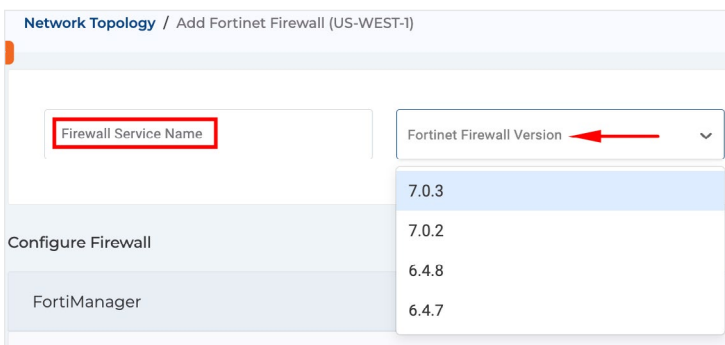 Network Topology / Add Fortinet Firewall (US-WEST-1)
Firewall Service Name
Fortinet Firewall Version
7.0.3
7.0.2
6.4.8
6.4.7
Configure Firewall
FortiManager